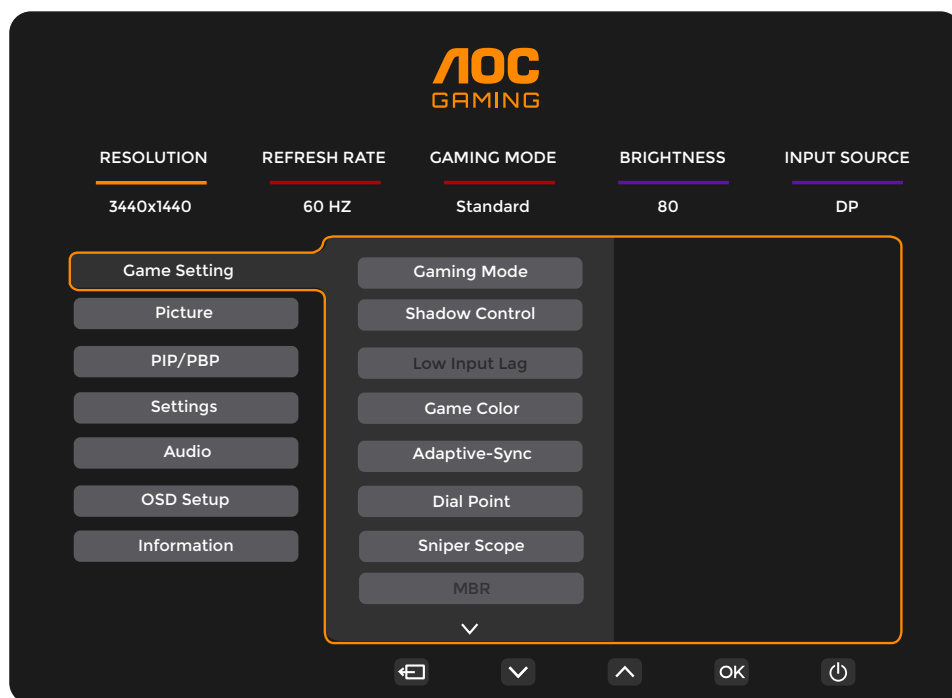 AOC
GAMING
RESOLUTION REFRESH RATE GAMING MODE BRIGHTNESS INPUT SOURCE
3440x1440 60 HZ Standard 80 DP
Game Setting
Picture
PIP/PBP
Settings
Audio
OSD Setup
Information
Gaming Mode
Shadow Control
Low Input Lag
Game Color
Adaptive-Sync
Dial Point
Sniper Scope
MBR
OK